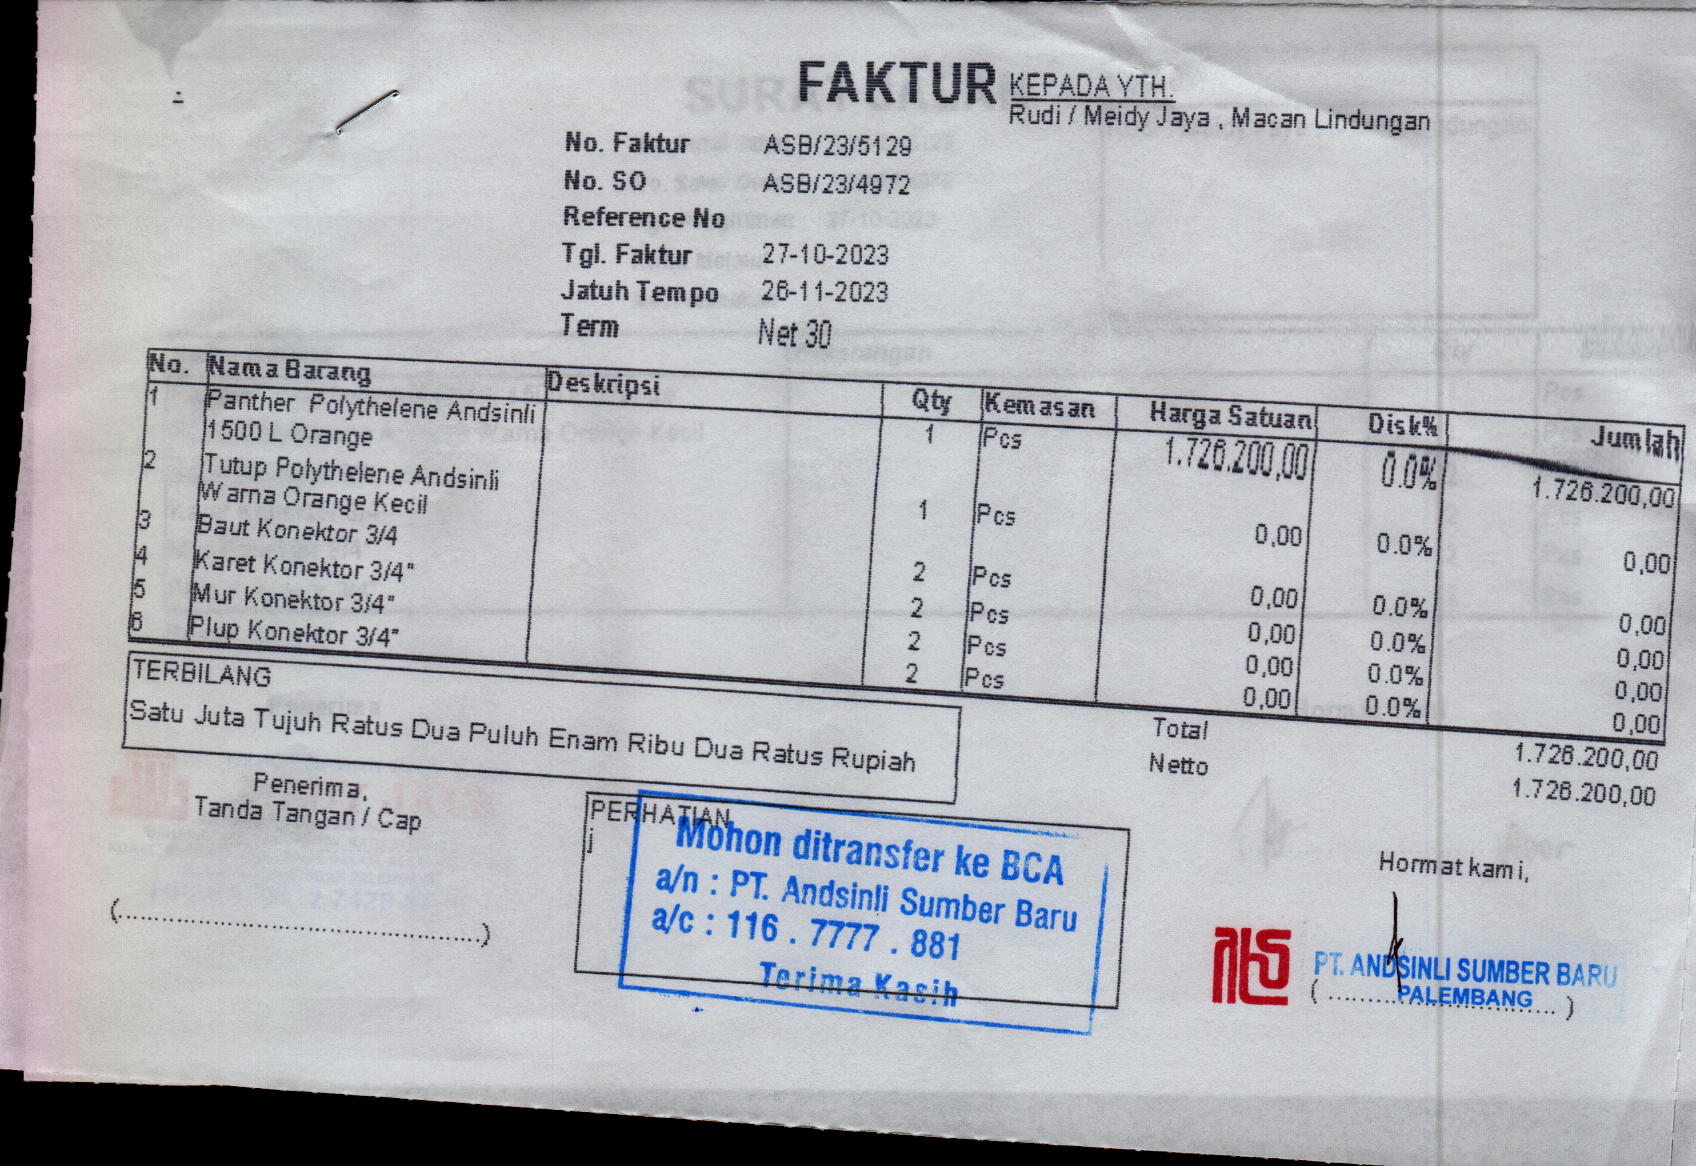 FAKTUR
KEPADA YTH.
Rudi / Meidy Jaya , Macan Lindungan
No. Faktur ASB/23/5129
No. SO ASB/23/4972
Reference No
Tgl. Faktur 27-10-2023
Jatuh Tempo 26-11-2023
Term Net 30
No. Nama Barang Deskripsi Qty Kemasan Harga Satuan Disk% Jumlah
1 Panther Polythelene Andsinli 1 Pcs 1.726.200,00 0.0% 1.726.200,00
1500 L Orange
2 Tutup Polythelene Andsinli 1 Pcs 0,00 0.0% 0,00
Warna Orange Kecil
3 Baut Konektor 3/4 2 Pcs 0,00 0.0% 0,00
4 Karet Konektor 3/4" 2 Pcs 0,00 0.0% 0,00
5 Mur Konektor 3/4" 2 Pcs 0,00 0.0% 0,00
6 Plup Konektor 3/4" 2 Pcs 0,00 0.0% 0,00
TERBILANG
Satu Juta Tujuh Ratus Dua Puluh Enam Ribu Dua Ratus Rupiah
Total 1.726.200,00
Netto 1.726.200,00
Penerima,
Tanda Tangan / Cap
(..............................................)
PERHATIAN
j
Mohon ditransfer ke BCA
a/n : PT. Andsinli Sumber Baru
a/c : 116 . 7777 . 881
Terima Kasih
Hormat kami,
PT. ANDSINLI SUMBER BARU
PALEMBANG